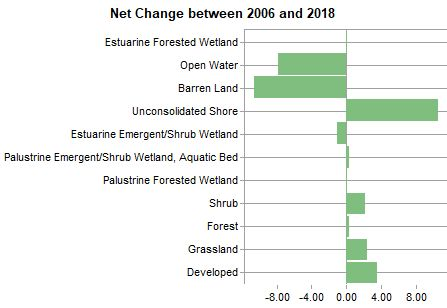 Net Change between 2006 and 2018
Estuarine Forested Wetland
Open Water
Barren Land
Unconsolidated Shore
Estuarine Emergent/Shrub Wetland
Palustrine Emergent/Shrub Wetland, Aquatic Bed
Palustrine Forested Wetland
Shrub
Forest
Grassland
Developed
-8.00 -4.00 0.00 4.00 8.00